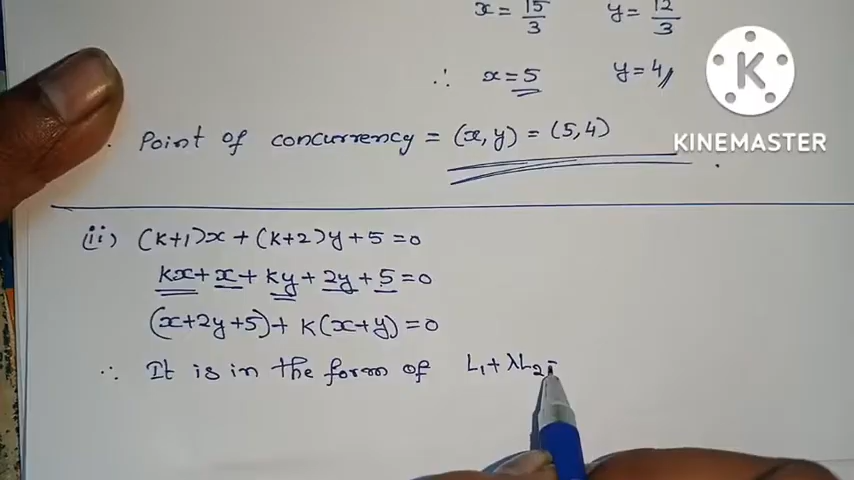 x = 15/3 y = 12/3
∴ x = 5 y = 4//
Point of concurrency = (x,y) = (5,4)
KINEMASTER
(ii) (k+1)x + (k+2)y + 5 = 0
kx + x + ky + 2y + 5 = 0
(x+2y+5) + k(x+y) = 0
∴ It is in the form of L₁ + λL₂ =